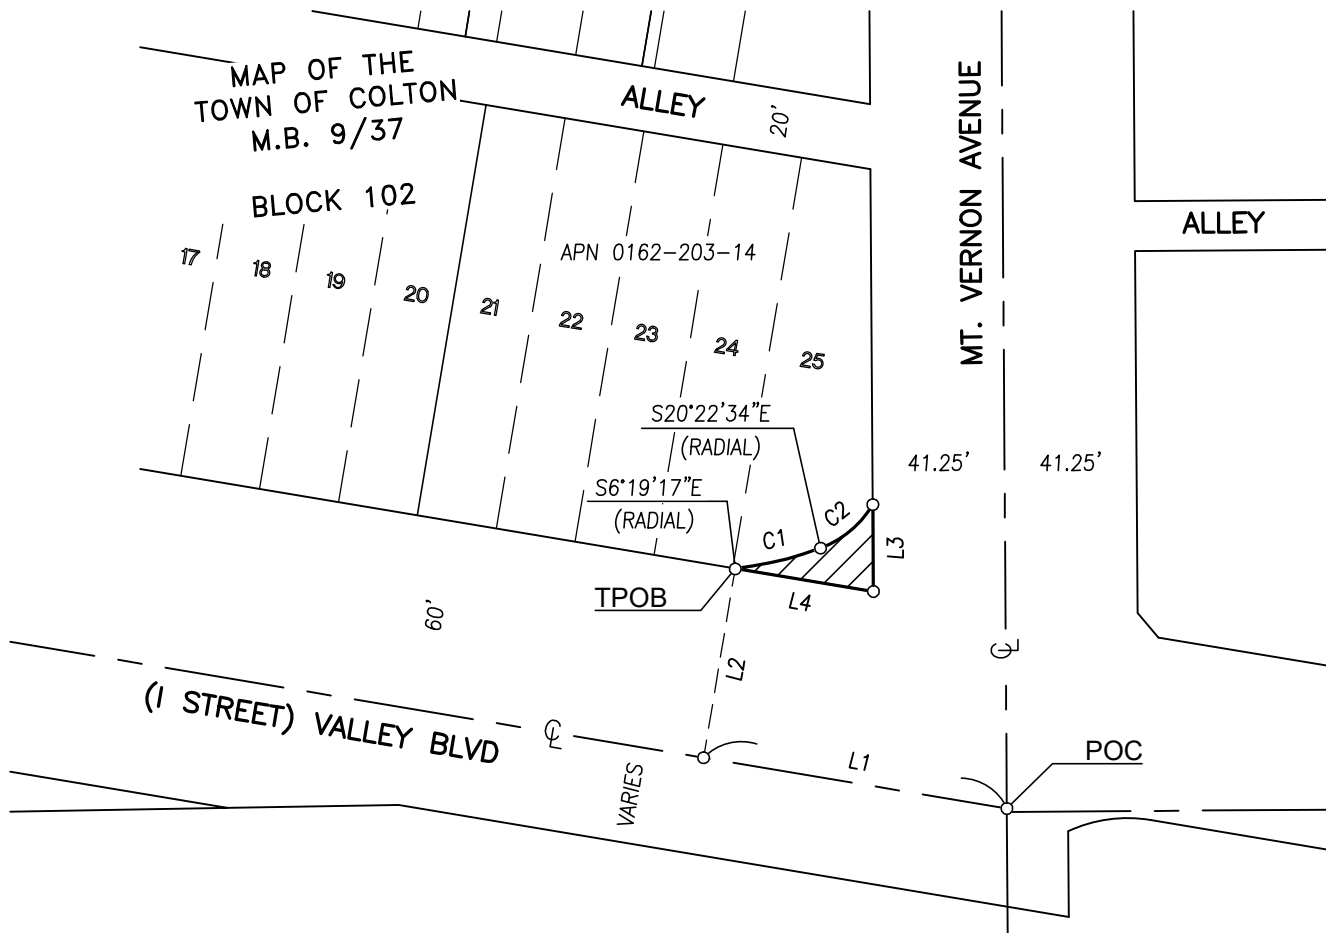 MAP OF THE
TOWN OF COLTON
M.B. 9/37
BLOCK 102
ALLEY
20'
MT. VERNON AVENUE
ALLEY
APN 0162-203-14
17
18
19
20
21
22
23
24
25
S20°22'34"E
(RADIAL)
41.25'
41.25'
S6°19'17"E
(RADIAL)
C1
C2
L3
TPOB
L4
60'
L2
CL
(I STREET) VALLEY BLVD
CL
VARIES
L1
POC